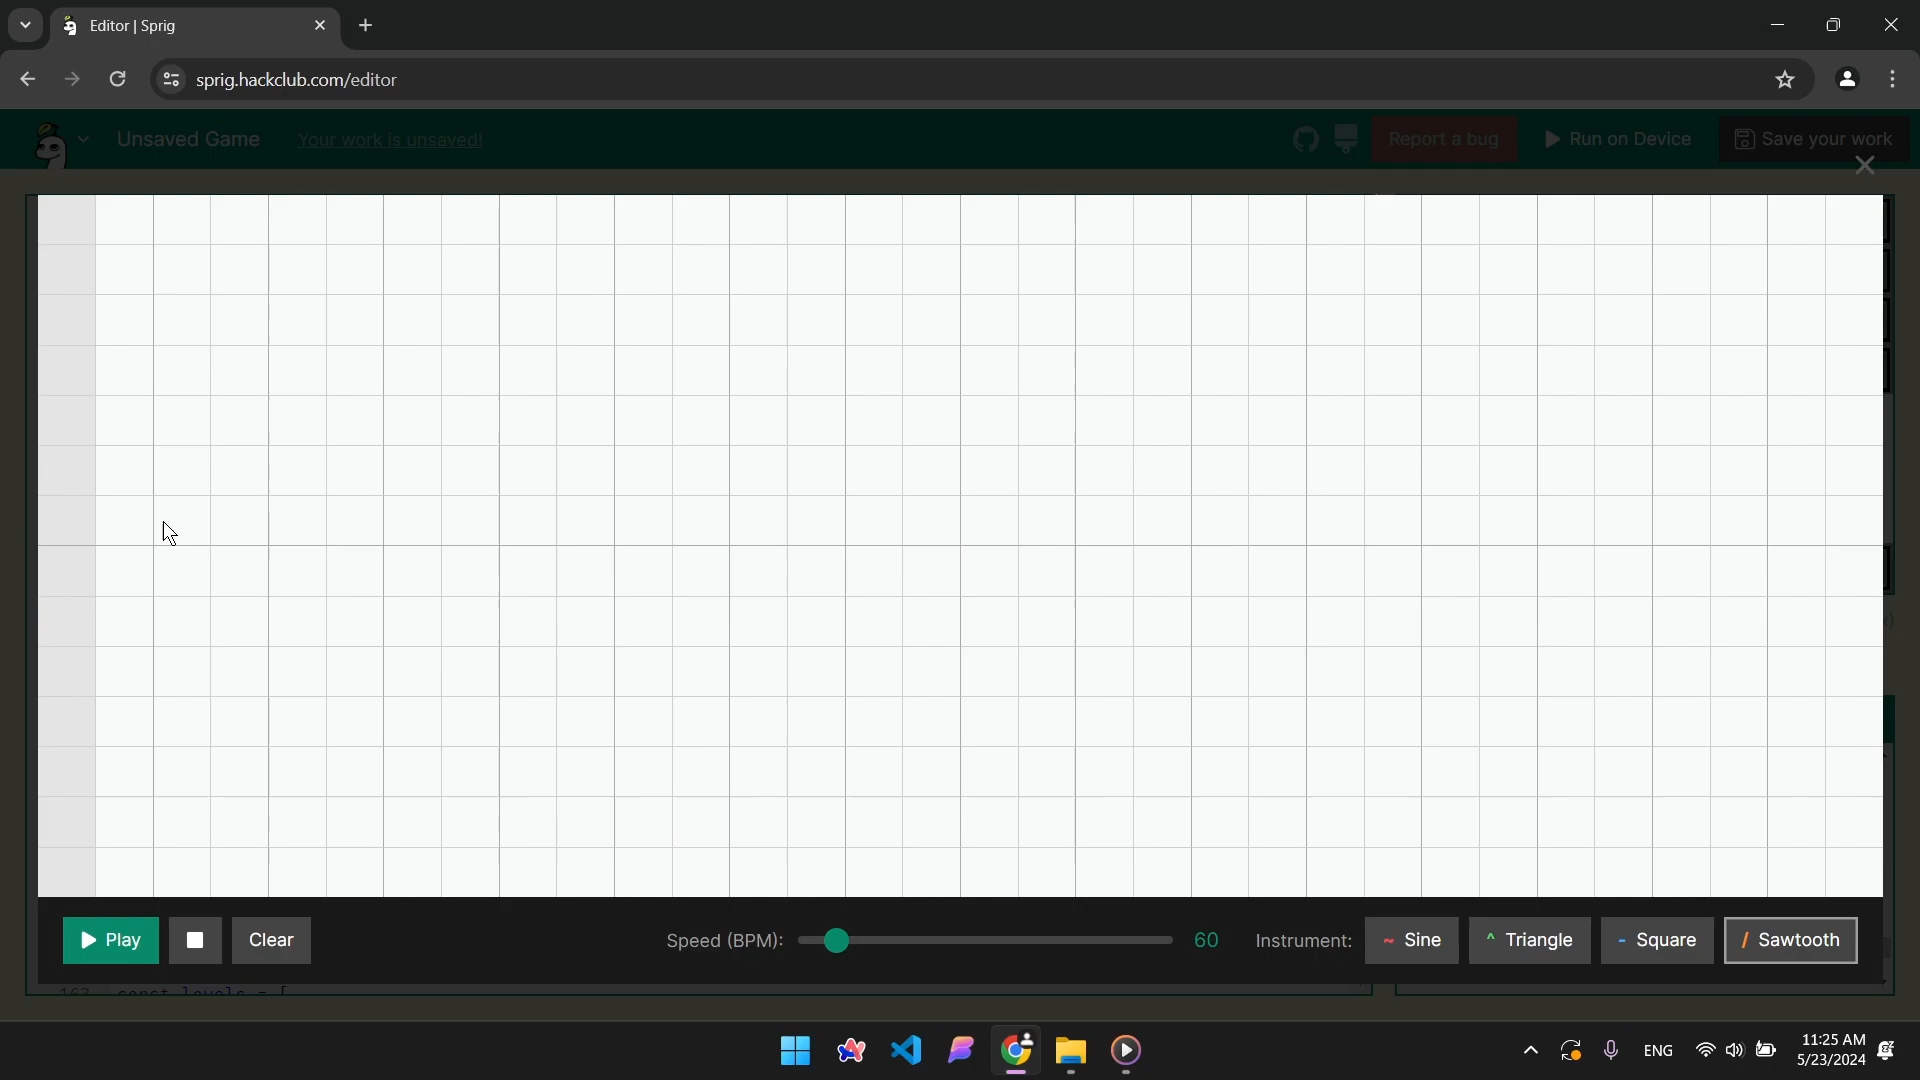 Editor | Sprig
sprig.hackclub.com/editor
Unsaved Game
Your work is unsaved!
Report a bug
Run on Device
Save your work
Play
Clear
Speed (BPM):
60
Instrument:
~ Sine
^ Triangle
- Square
/ Sawtooth
163 const levels = [
ENG
11:25 AM
5/23/2024